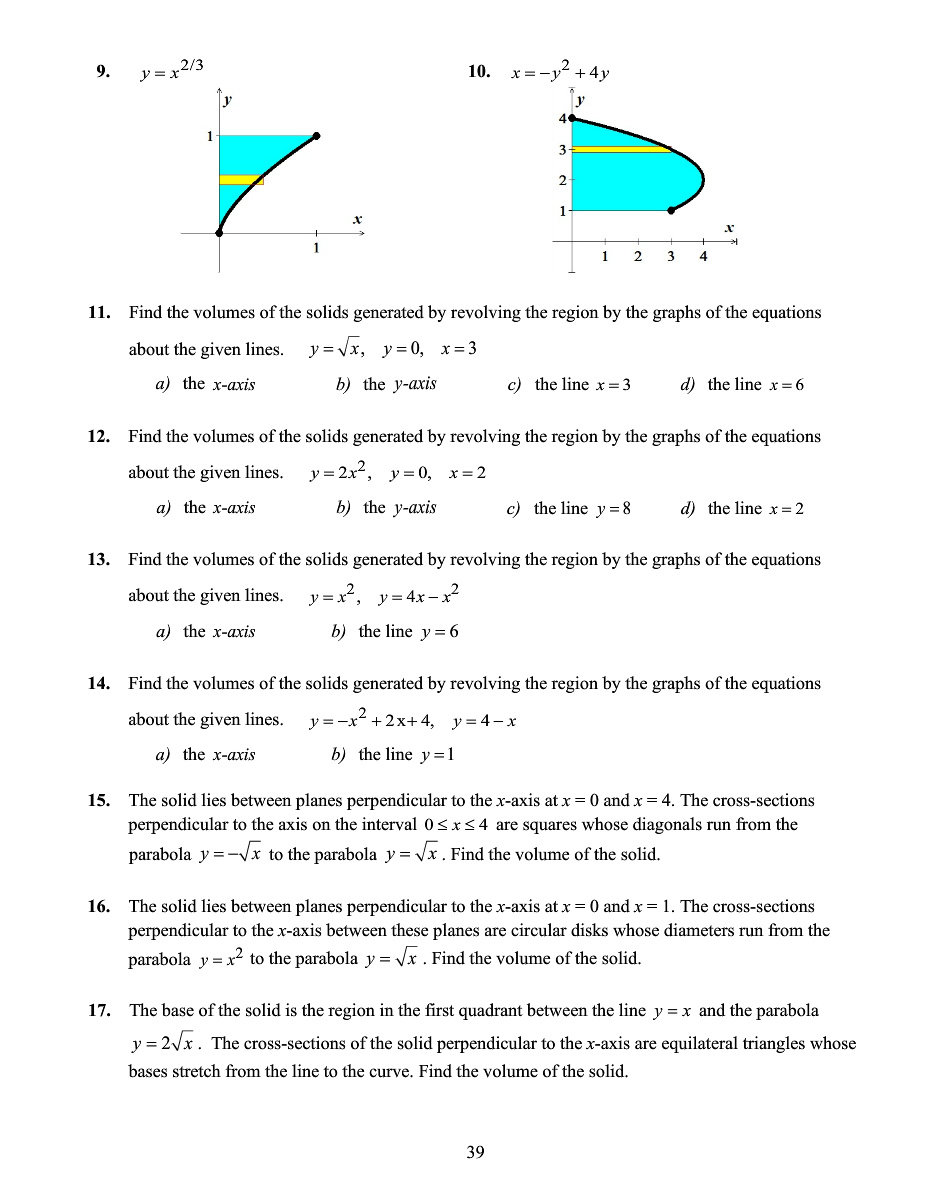 9. y = x^{2/3}
10. x = −y² + 4y
y
1
x
1
y
4
3
2
1
x
1 2 3 4
11. Find the volumes of the solids generated by revolving the region by the graphs of the equations
about the given lines. y = √x, y = 0, x = 3
a) the x-axis b) the y-axis c) the line x = 3 d) the line x = 6
12. Find the volumes of the solids generated by revolving the region by the graphs of the equations
about the given lines. y = 2x², y = 0, x = 2
a) the x-axis b) the y-axis c) the line y = 8 d) the line x = 2
13. Find the volumes of the solids generated by revolving the region by the graphs of the equations
about the given lines. y = x², y = 4x − x²
a) the x-axis b) the line y = 6
14. Find the volumes of the solids generated by revolving the region by the graphs of the equations
about the given lines. y = −x² + 2x + 4, y = 4 − x
a) the x-axis b) the line y = 1
15. The solid lies between planes perpendicular to the x-axis at x = 0 and x = 4. The cross-sections
perpendicular to the axis on the interval 0 ≤ x ≤ 4 are squares whose diagonals run from the
parabola y = −√x to the parabola y = √x . Find the volume of the solid.
16. The solid lies between planes perpendicular to the x-axis at x = 0 and x = 1. The cross-sections
perpendicular to the x-axis between these planes are circular disks whose diameters run from the
parabola y = x² to the parabola y = √x . Find the volume of the solid.
17. The base of the solid is the region in the first quadrant between the line y = x and the parabola
y = 2√x . The cross-sections of the solid perpendicular to the x-axis are equilateral triangles whose
bases stretch from the line to the curve. Find the volume of the solid.
39